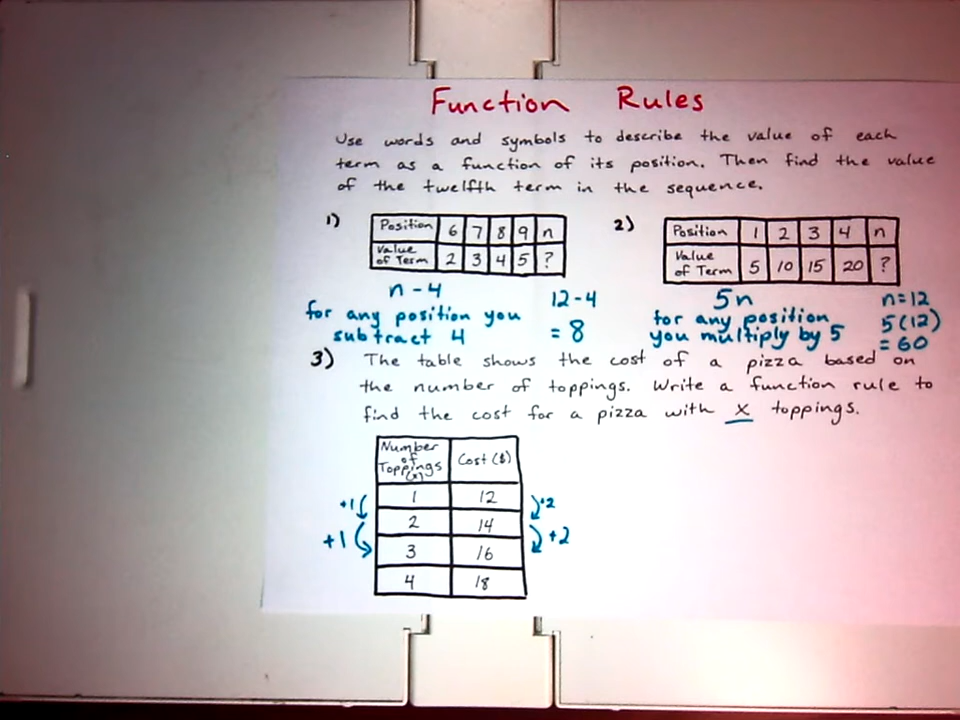 Function Rules
Use words and symbols to describe the value of each
term as a function of its position. Then find the value
of the twelfth term in the sequence.
1)
Position 6 7 8 9 n
Value of Term 2 3 4 5 ?
n - 4
for any position you
subtract 4
12-4
= 8
2)
Position 1 2 3 4 n
Value of Term 5 10 15 20 ?
5n
for any position
you multiply by 5
n=12
5(12)
= 60
3) The table shows the cost of a pizza based on
the number of toppings. Write a function rule to
find the cost for a pizza with x toppings.
Number of Toppings (x) Cost ($)
1 12
2 14
3 16
4 18
+1 +2
+1 +2